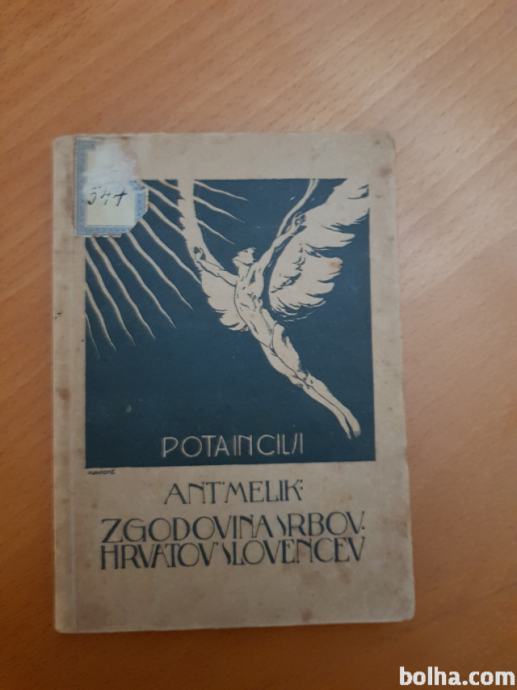 544
POTA IN CILJI
ANT MELIK:
ZGODOVINA SRBOV
HRVATOV SLOVENCEV
bolha.com